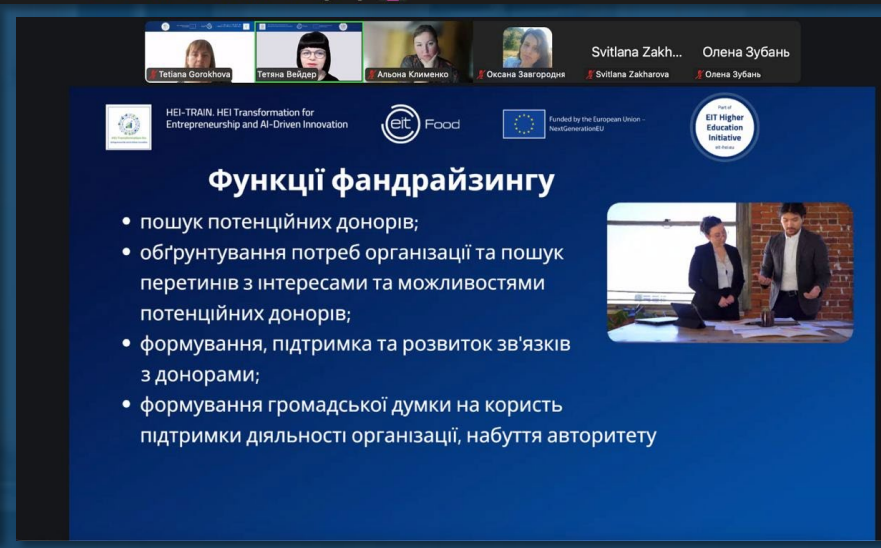 Svitlana Zakh...
Олена Зубань
Tetiana Gorokhova
Тетяна Вейдер
Альона Клименко
Оксана Завгородня
Svitlana Zakharova
Олена Зубань
HEI-TRAIN. HEI Transformation for
Entrepreneurship and AI-Driven Innovation
eit Food
Funded by the European Union –
NextGenerationEU
Part of
EIT Higher
Education
Initiative
Функції фандрайзингу
• пошук потенційних донорів;
• обґрунтування потреб організації та пошук
перетинів з інтересами та можливостями
потенційних донорів;
• формування, підтримка та розвиток зв'язків
з донорами;
• формування громадської думки на користь
підтримки діяльності організації, набуття авторитету